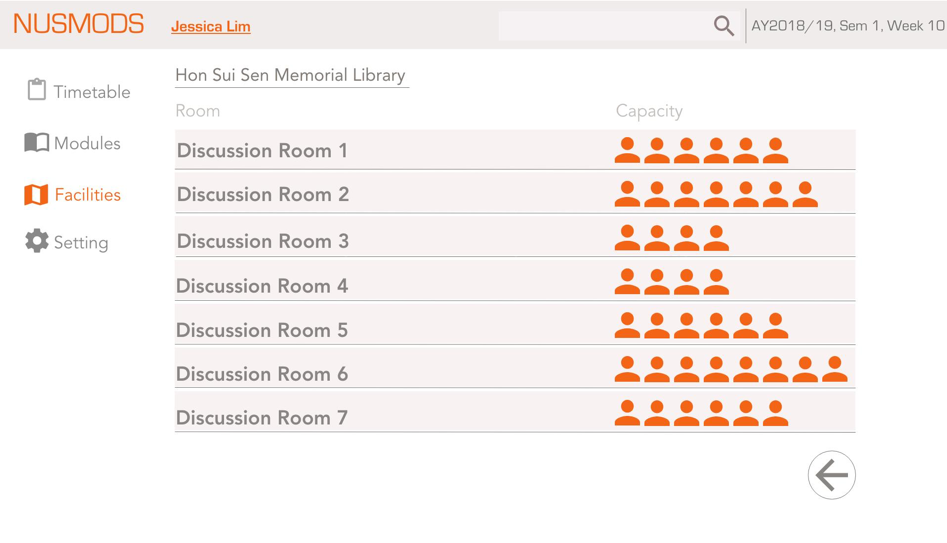 NUSMODS
Jessica Lim
AY2018/19, Sem 1, Week 10
Timetable
Modules
Facilities
Setting
Hon Sui Sen Memorial Library
Room Capacity
Discussion Room 1
Discussion Room 2
Discussion Room 3
Discussion Room 4
Discussion Room 5
Discussion Room 6
Discussion Room 7